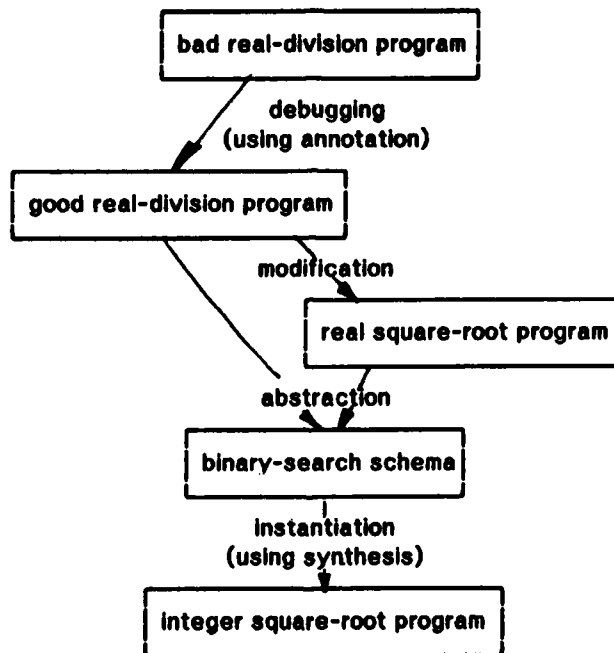 bad real-division program
debugging
(using annotation)
good real-division program
modification
real square-root program
abstraction
binary-search schema
instantiation
(using synthesis)
integer square-root program